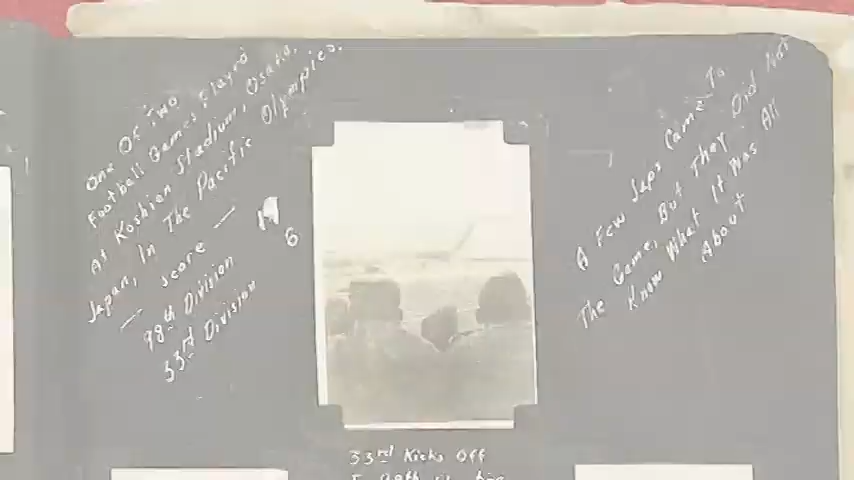 One Of Two
Football Games Played
At Koshien Stadium, Osaka,
Japan, In The Pacific Olympics.
— Score —
98th Division
33rd Division 6
A Few Japs Came To
The Game, But They Did Not
Know What It Was All
About
33rd Kicks Off